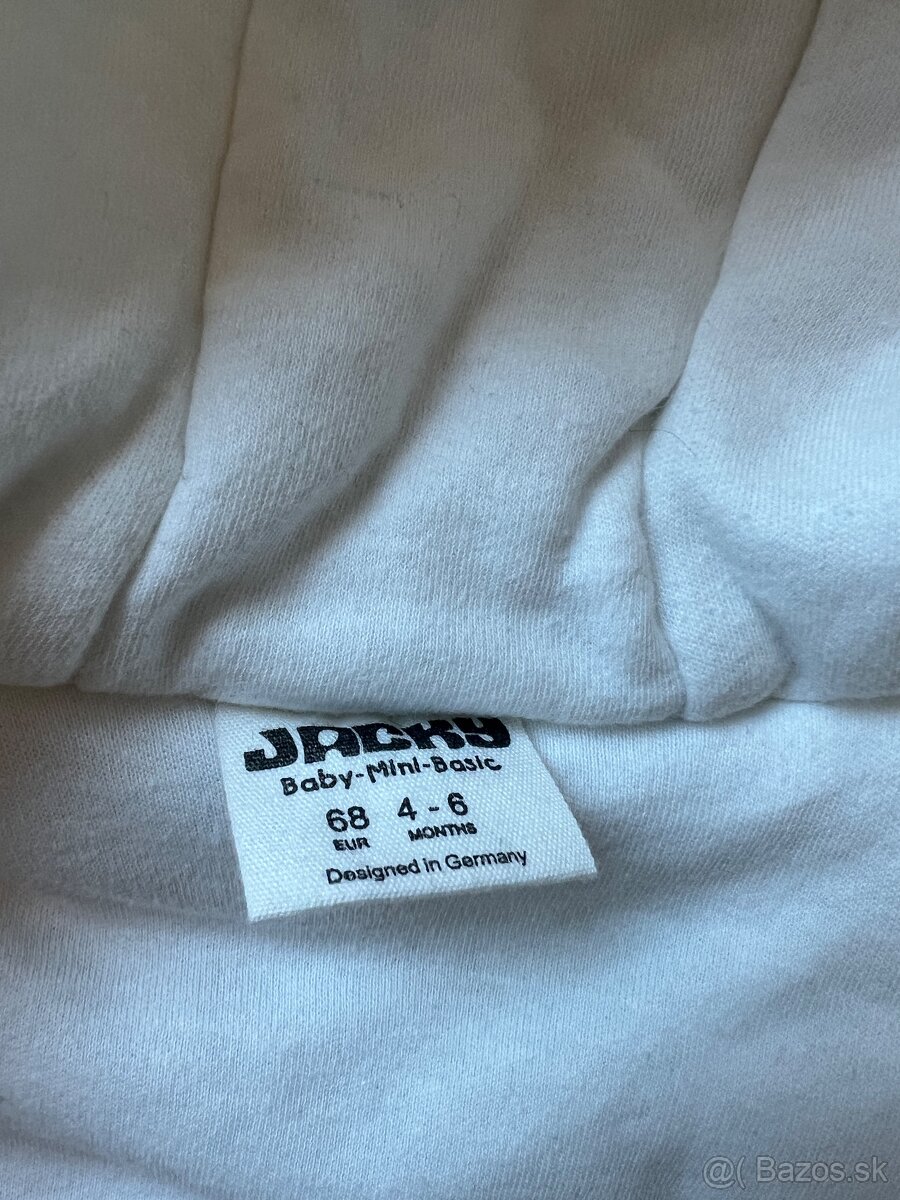 JACKY
Baby-Mini-Basic
68 4 - 6
EUR MONTHS
Designed in Germany
@( Bazos.sk